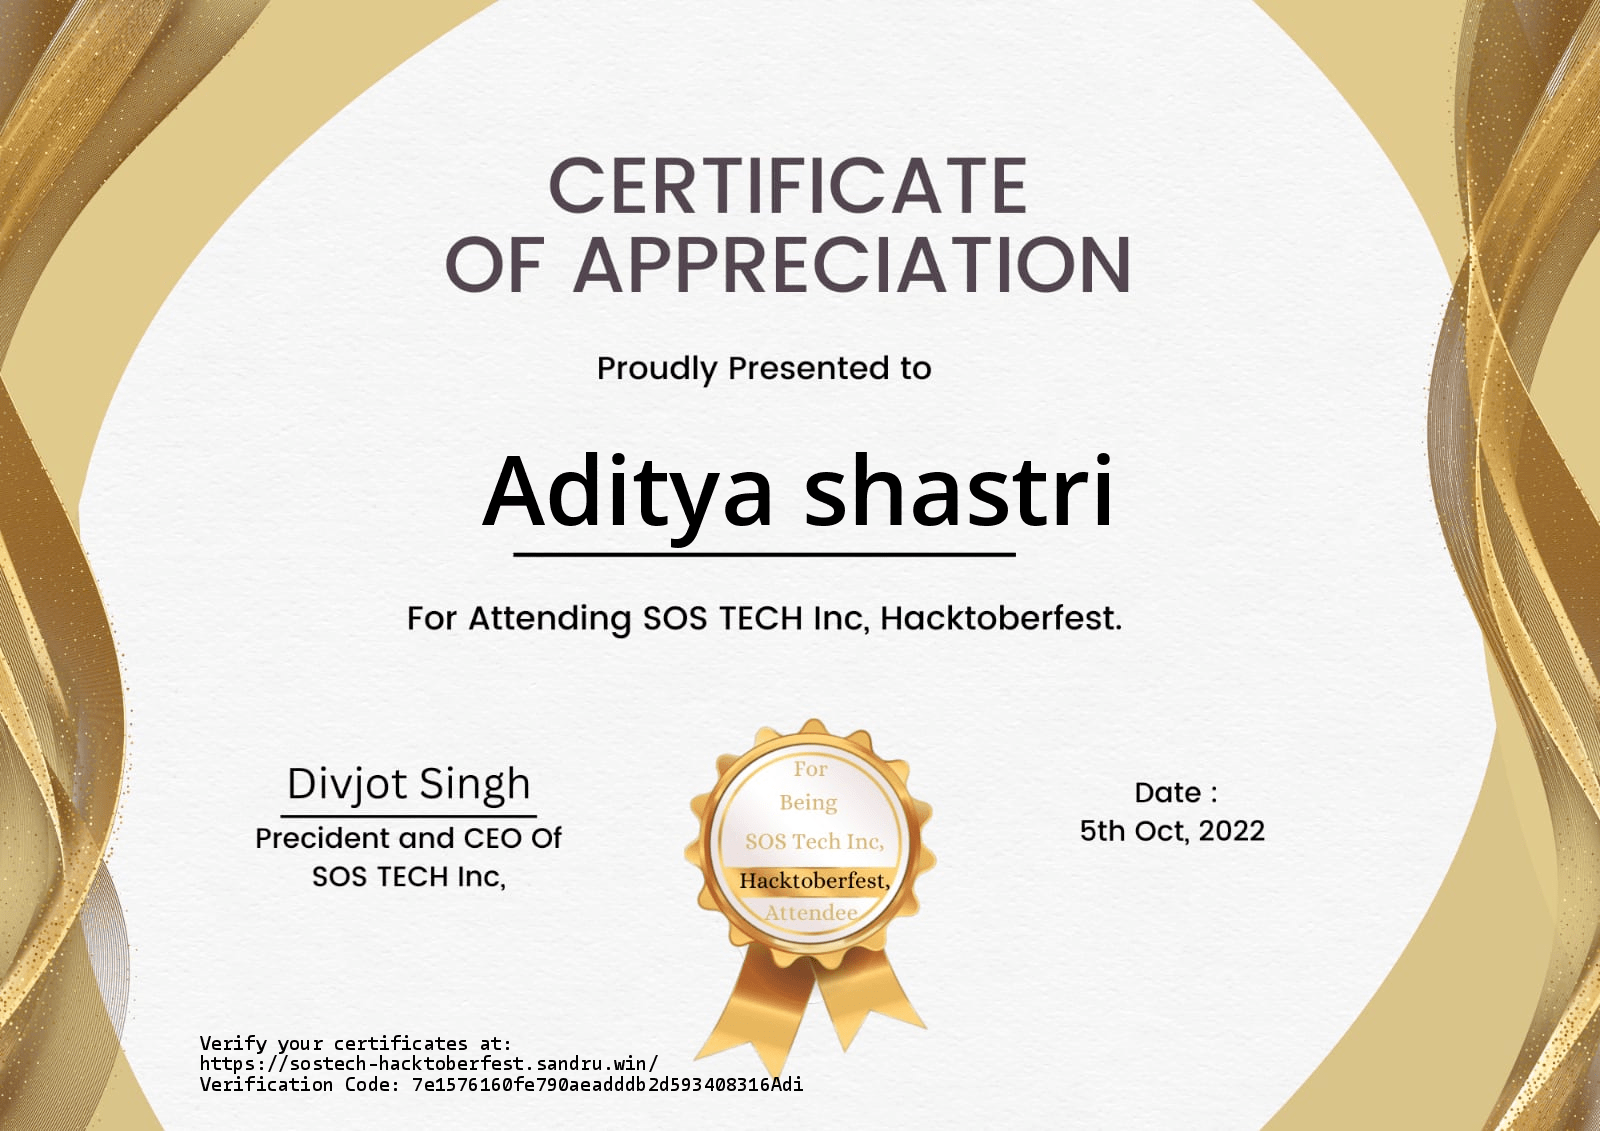 CERTIFICATE
OF APPRECIATION
Proudly Presented to
Aditya shastri
For Attending SOS TECH Inc, Hacktoberfest.
Divjot Singh
Precident and CEO Of
SOS TECH Inc,
For
Being
SOS Tech Inc,
Hacktoberfest,
Attendee
Date :
5th Oct, 2022
Verify your certificates at:
https://sostech-hacktoberfest.sandru.win/
Verification Code: 7e1576160fe790aeadddb2d593408316Adi